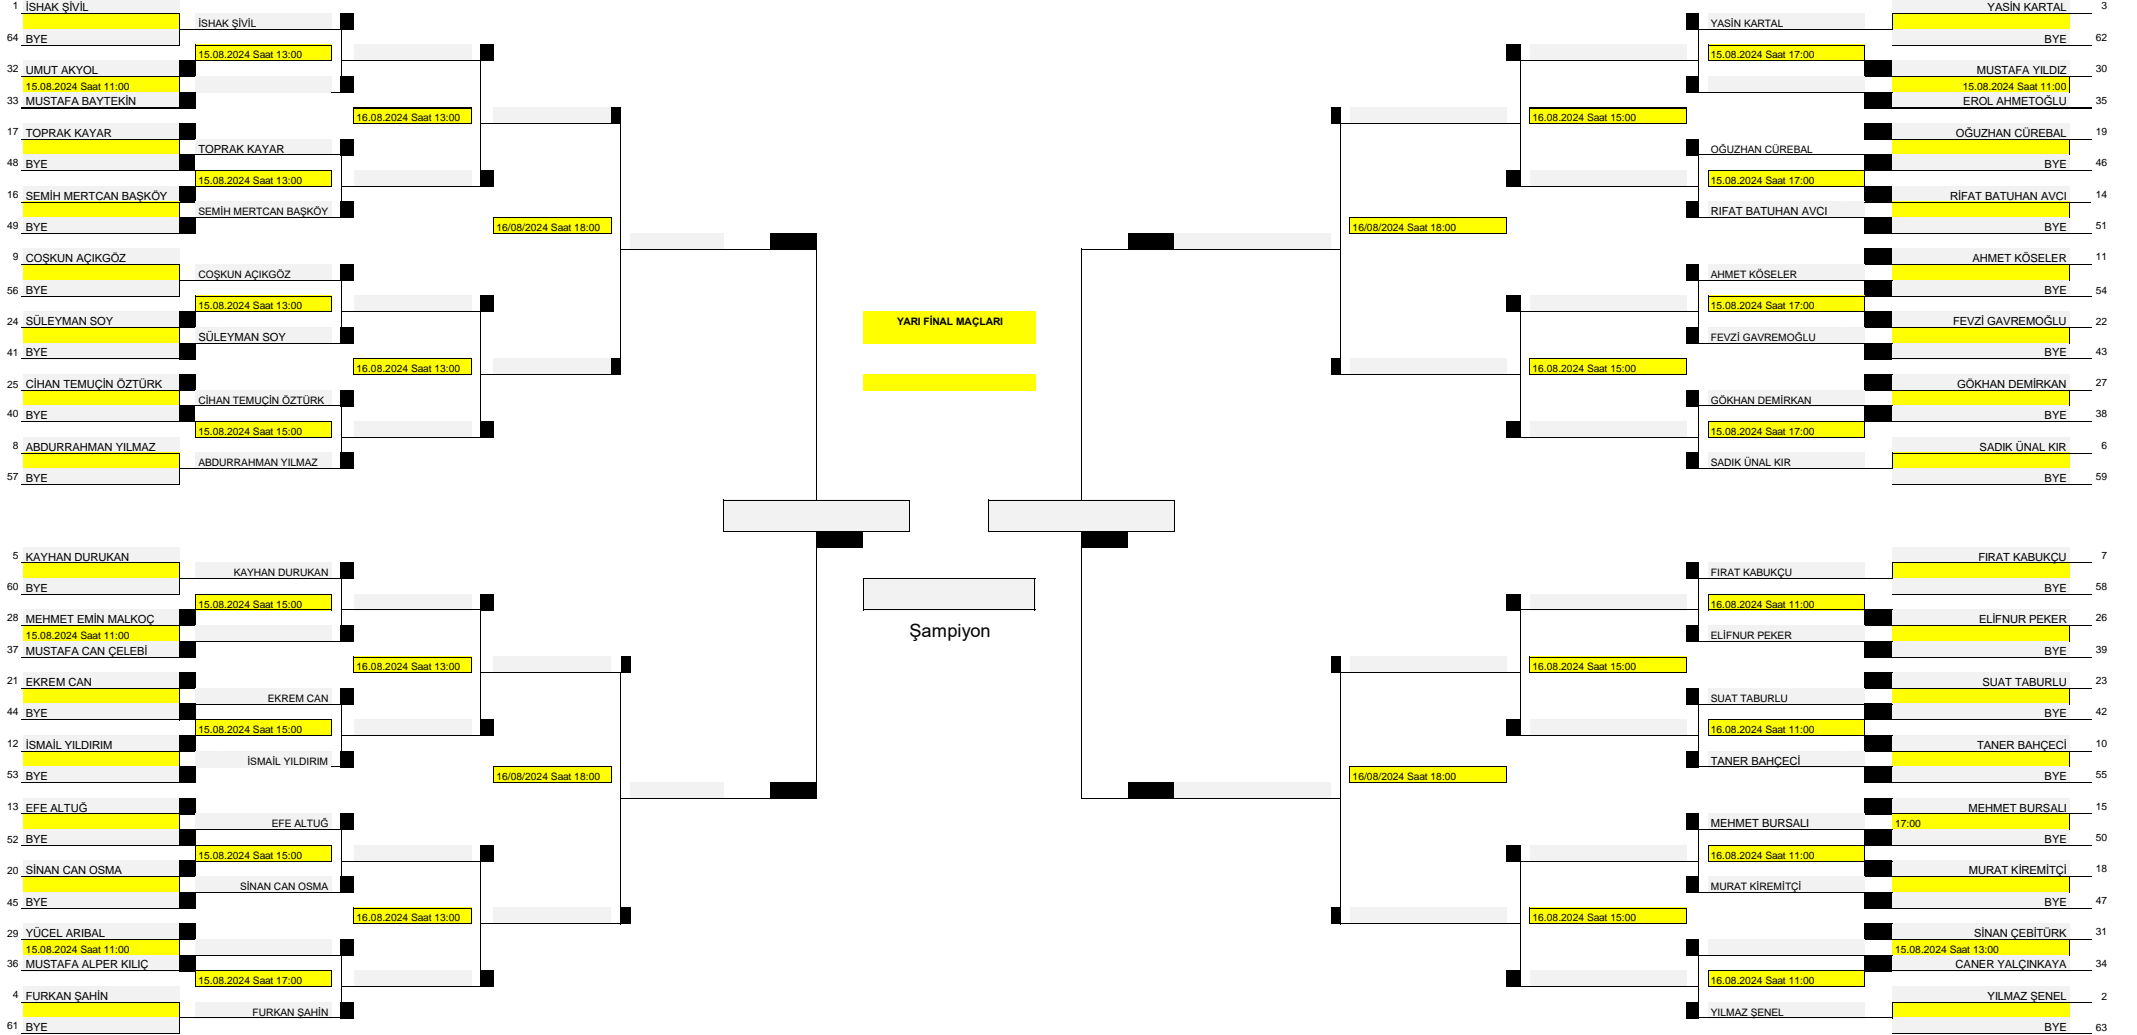 1 İSHAK ŞİVİL
İSHAK ŞİVİL
64 BYE
15.08.2024 Saat 13:00
32 UMUT AKYOL
15.08.2024 Saat 11:00
33 MUSTAFA BAYTEKİN
16.08.2024 Saat 13:00
17 TOPRAK KAYAR
TOPRAK KAYAR
48 BYE
15.08.2024 Saat 13:00
16 SEMİH MERTCAN BAŞKÖY
SEMİH MERTCAN BAŞKÖY
49 BYE
16/08/2024 Saat 18:00
9 COŞKUN AÇIKGÖZ
COŞKUN AÇIKGÖZ
56 BYE
15.08.2024 Saat 13:00
24 SÜLEYMAN SOY
SÜLEYMAN SOY
41 BYE
16.08.2024 Saat 13:00
25 CİHAN TEMUÇİN ÖZTÜRK
CİHAN TEMUÇİN ÖZTÜRK
40 BYE
15.08.2024 Saat 15:00
8 ABDURRAHMAN YILMAZ
ABDURRAHMAN YILMAZ
57 BYE
5 KAYHAN DURUKAN
KAYHAN DURUKAN
60 BYE
15.08.2024 Saat 15:00
28 MEHMET EMİN MALKOÇ
15.08.2024 Saat 11:00
37 MUSTAFA CAN ÇELEBİ
16.08.2024 Saat 13:00
21 EKREM CAN
EKREM CAN
44 BYE
15.08.2024 Saat 15:00
12 İSMAİL YILDIRIM
İSMAİL YILDIRIM
53 BYE
16/08/2024 Saat 18:00
13 EFE ALTUĞ
EFE ALTUĞ
52 BYE
15.08.2024 Saat 15:00
20 SİNAN CAN OSMA
SİNAN CAN OSMA
45 BYE
16.08.2024 Saat 13:00
29 YÜCEL ARIBAL
15.08.2024 Saat 11:00
36 MUSTAFA ALPER KILIÇ
15.08.2024 Saat 17:00
4 FURKAN ŞAHİN
FURKAN ŞAHİN
61 BYE
YARI FİNAL MAÇLARI
Şampiyon
YASİN KARTAL 3
YASİN KARTAL
BYE 62
15.08.2024 Saat 17:00
MUSTAFA YILDIZ 30
15.08.2024 Saat 11:00
EROL AHMETOĞLU 35
16.08.2024 Saat 15:00
OĞUZHAN CÜREBAL 19
OĞUZHAN CÜREBAL
BYE 46
15.08.2024 Saat 17:00
RİFAT BATUHAN AVCI 14
RIFAT BATUHAN AVCI
BYE 51
16/08/2024 Saat 18:00
AHMET KÖSELER 11
AHMET KÖSELER
BYE 54
15.08.2024 Saat 17:00
FEVZİ GAVREMOĞLU 22
FEVZİ GAVREMOĞLU
BYE 43
16.08.2024 Saat 15:00
GÖKHAN DEMİRKAN 27
GÖKHAN DEMİRKAN
BYE 38
15.08.2024 Saat 17:00
SADIK ÜNAL KIR 6
SADIK ÜNAL KIR
BYE 59
FIRAT KABUKÇU 7
FIRAT KABUKÇU
BYE 58
16.08.2024 Saat 11:00
ELİFNUR PEKER 26
ELİFNUR PEKER
BYE 39
16.08.2024 Saat 15:00
SUAT TABURLU 23
SUAT TABURLU
BYE 42
16.08.2024 Saat 11:00
TANER BAHÇECİ 10
TANER BAHÇECİ
BYE 55
16/08/2024 Saat 18:00
MEHMET BURSALI 15
MEHMET BURSALI
17:00
BYE 50
16.08.2024 Saat 11:00
MURAT KİREMİTÇİ 18
MURAT KİREMİTÇİ
BYE 47
16.08.2024 Saat 15:00
SİNAN ÇEBİTÜRK 31
15.08.2024 Saat 13:00
CANER YALÇINKAYA 34
16.08.2024 Saat 11:00
YILMAZ ŞENEL 2
YILMAZ ŞENEL
BYE 63